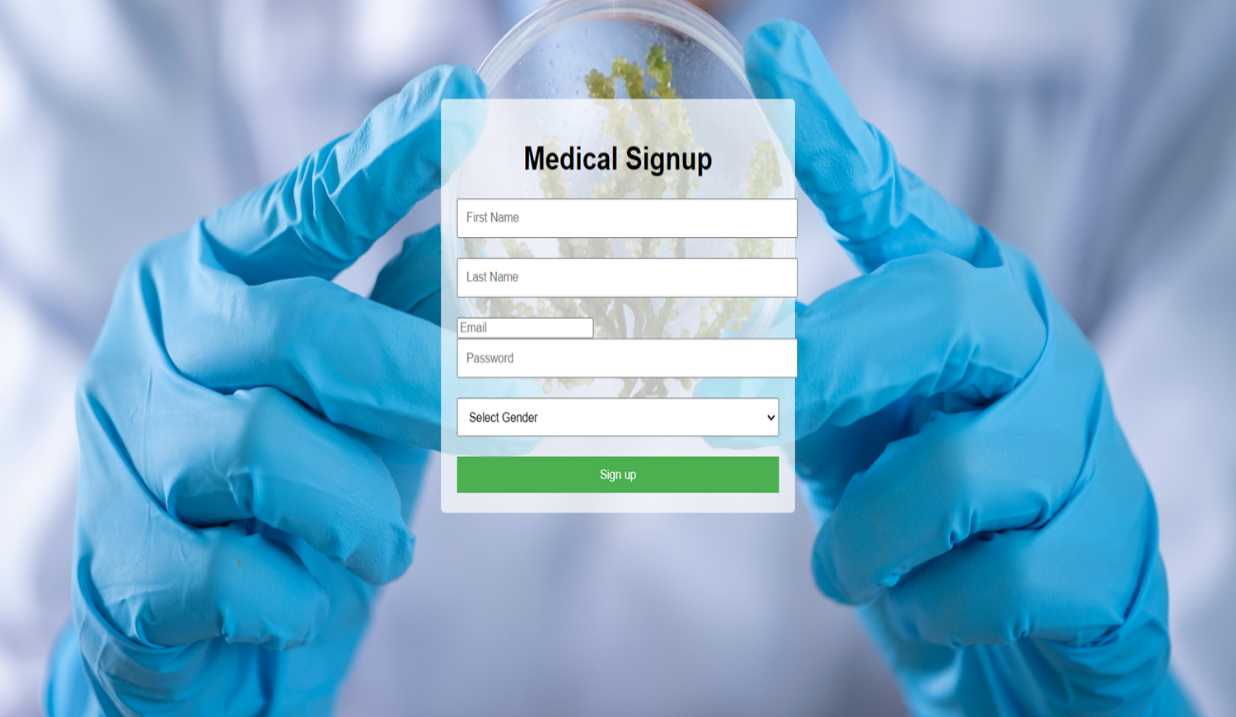 Medical Signup
First Name
Last Name
Email
Password
Select Gender
Sign up